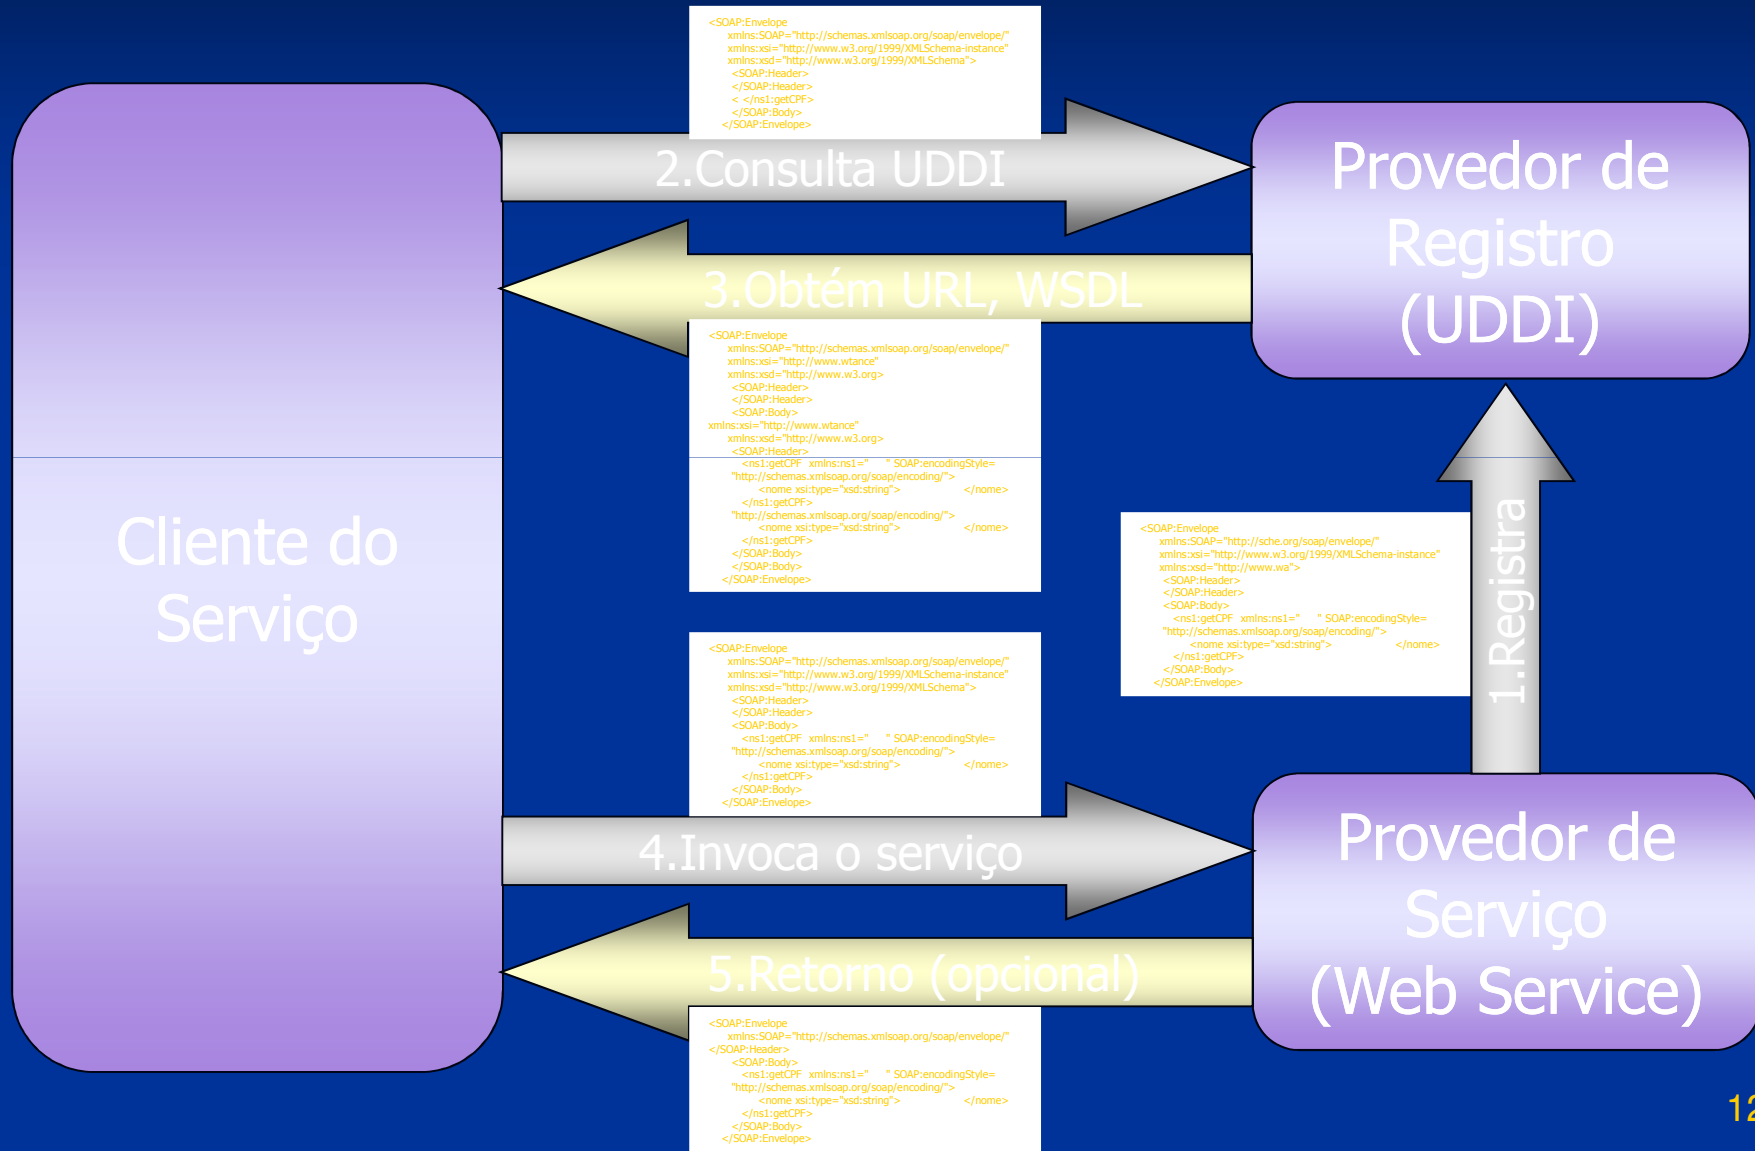 <SOAP:Envelope
xmlns:SOAP="http://schemas.xmlsoap.org/soap/envelope/"
xmlns:xsi="http://www.w3.org/1999/XMLSchema-instance"
xmlns:xsd="http://www.w3.org/1999/XMLSchema">
<SOAP:Header>
</SOAP:Header>
< </ns1:getCPF>
</SOAP:Body>
</SOAP:Envelope>
2.Consulta UDDI
Provedor de
Registro
(UDDI)
3.Obtém URL, WSDL
<SOAP:Envelope
xmlns:SOAP="http://schemas.xmlsoap.org/soap/envelope/"
xmlns:xsi="http://www.wtance"
xmlns:xsd="http://www.w3.org>
<SOAP:Header>
</SOAP:Header>
<SOAP:Body>
xmlns:xsi="http://www.wtance"
xmlns:xsd="http://www.w3.org>
<SOAP:Header>
<ns1:getCPF xmlns:ns1=" " SOAP:encodingStyle=
"http://schemas.xmlsoap.org/soap/encoding/">
<nome xsi:type="xsd:string"> </nome>
</ns1:getCPF>
"http://schemas.xmlsoap.org/soap/encoding/">
<nome xsi:type="xsd:string"> </nome>
</ns1:getCPF>
</SOAP:Body>
</SOAP:Body>
</SOAP:Envelope>
Cliente do
Serviço
<SOAP:Envelope
xmlns:SOAP="http://sche.org/soap/envelope/"
xmlns:xsi="http://www.w3.org/1999/XMLSchema-instance"
xmlns:xsd="http://www.wa">
<SOAP:Header>
</SOAP:Header>
<SOAP:Body>
<ns1:getCPF xmlns:ns1=" " SOAP:encodingStyle=
"http://schemas.xmlsoap.org/soap/encoding/">
<nome xsi:type="xsd:string"> </nome>
</ns1:getCPF>
</SOAP:Body>
</SOAP:Envelope>
1.Registra
<SOAP:Envelope
xmlns:SOAP="http://schemas.xmlsoap.org/soap/envelope/"
xmlns:xsi="http://www.w3.org/1999/XMLSchema-instance"
xmlns:xsd="http://www.w3.org/1999/XMLSchema">
<SOAP:Header>
</SOAP:Header>
<SOAP:Body>
<ns1:getCPF xmlns:ns1=" " SOAP:encodingStyle=
"http://schemas.xmlsoap.org/soap/encoding/">
<nome xsi:type="xsd:string"> </nome>
</ns1:getCPF>
</SOAP:Body>
</SOAP:Envelope>
4.Invoca o serviço
Provedor de
Serviço
(Web Service)
5.Retorno (opcional)
<SOAP:Envelope
xmlns:SOAP="http://schemas.xmlsoap.org/soap/envelope/"
</SOAP:Header>
<SOAP:Body>
<ns1:getCPF xmlns:ns1=" " SOAP:encodingStyle=
"http://schemas.xmlsoap.org/soap/encoding/">
<nome xsi:type="xsd:string"> </nome>
</ns1:getCPF>
</SOAP:Body>
</SOAP:Envelope>
12